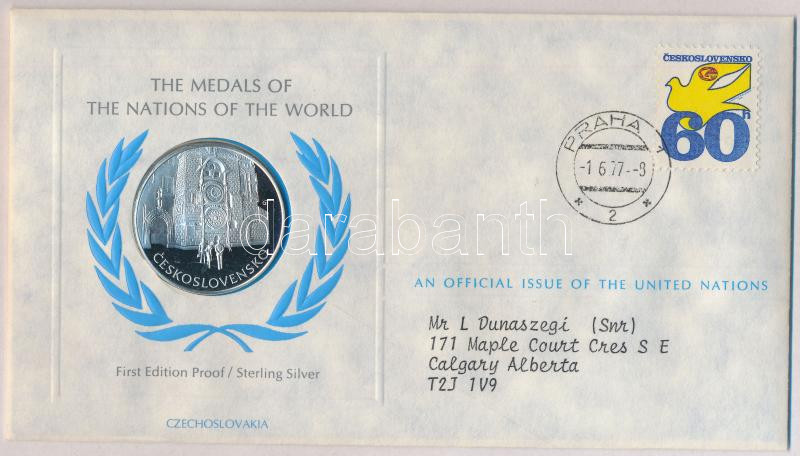 THE MEDALS OF
THE NATIONS OF THE WORLD
ČESKOSLOVENSKO
First Edition Proof / Sterling Silver
CZECHOSLOVAKIA
ČESKOSLOVENSKO
60h
PRAHA 1
-1.6.77.-8
* 2 *
AN OFFICIAL ISSUE OF THE UNITED NATIONS
Mr L Dunaszegi (Snr)
171 Maple Court Cres S E
Calgary Alberta
T2J 1V9
darabanth